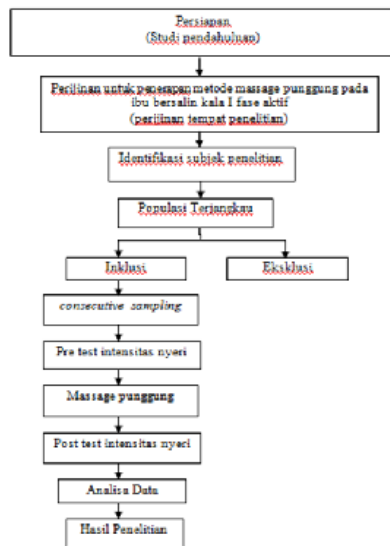 Persiapan
(Studi pendahuluan)
Perijinan untuk penerapan metode massage punggung pada
ibu bersalin kala I fase aktif
(perijinan tempat penelitian)
Identifikasi subjek penelitian
Populasi Terjangkau
Inklusi
Eksklusi
consecutive sampling
Pre test intensitas nyeri
Massage punggung
Post test intensitas nyeri
Analisa Data
Hasil Penelitian